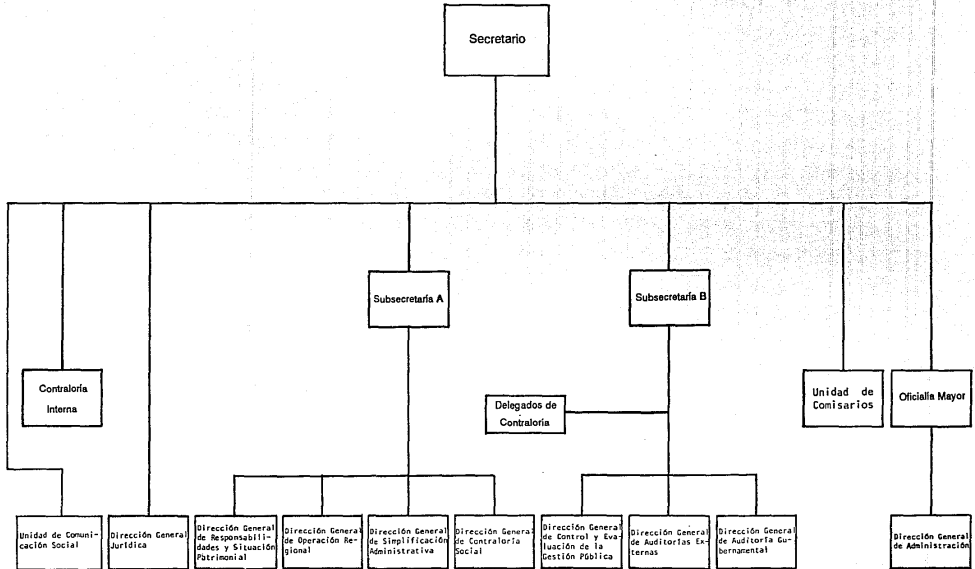 Secretario
Subsecretaría A
Subsecretaría B
Contraloría
Interna
Delegados de
Contraloría
Unidad de
Comisarios
Oficialía Mayor
Unidad de Comuni-
cación Social
Dirección General
Jurídica
Dirección General
de Responsabili-
dades y Situación
Patrimonial
Dirección General
de Operación Re-
gional
Dirección General
de Simplificación
Administrativa
Dirección General
de Contraloría
Social
Dirección General
de Control y Eva-
luación de la
Gestión Pública
Dirección General
de Auditorías Ex-
ternas
Dirección General
de Auditoría Gu-
bernamental
Dirección General
de Administración